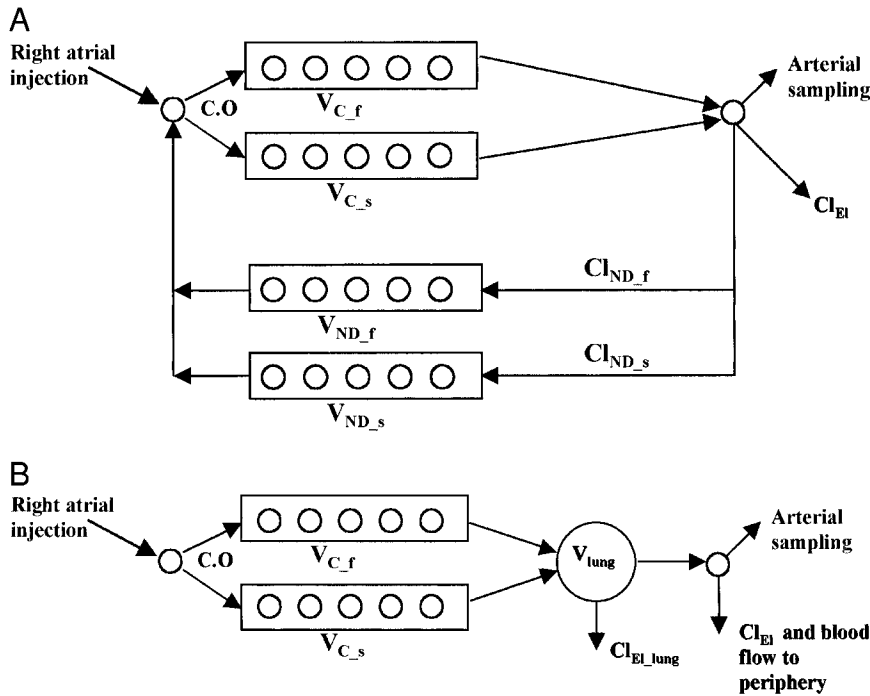 A
Right atrial
injection
C.O
V_C_f
V_C_s
Arterial
sampling
Cl_El
Cl_ND_f
V_ND_f
Cl_ND_s
V_ND_s
B
Right atrial
injection
C.O
V_C_f
V_C_s
V_lung
Cl_El_lung
Arterial
sampling
Cl_El and blood
flow to
periphery